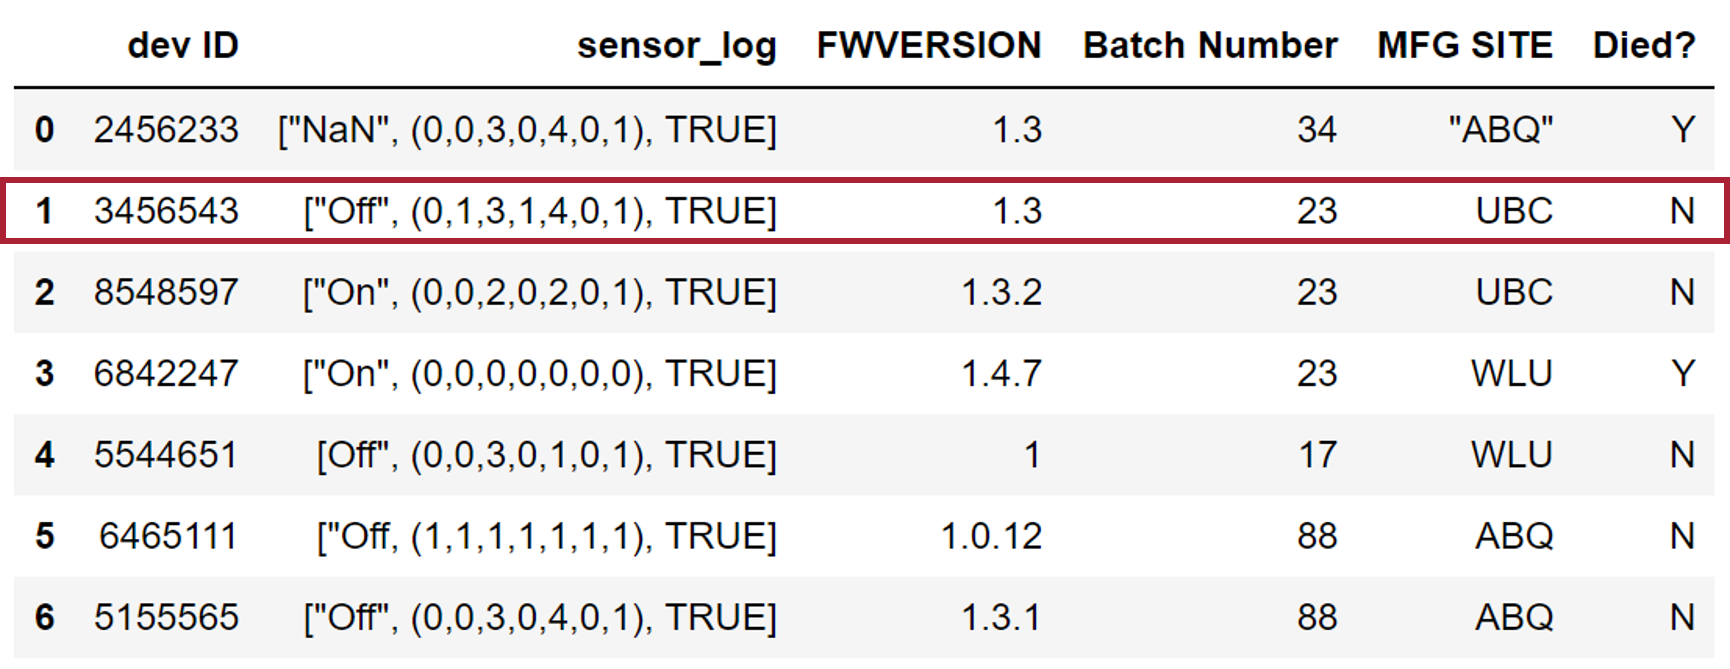 dev ID sensor_log FWVERSION Batch Number MFG SITE Died?
0 2456233 ["NaN", (0,0,3,0,4,0,1), TRUE] 1.3 34 "ABQ" Y
1 3456543 ["Off", (0,1,3,1,4,0,1), TRUE] 1.3 23 UBC N
2 8548597 ["On", (0,0,2,0,2,0,1), TRUE] 1.3.2 23 UBC N
3 6842247 ["On", (0,0,0,0,0,0,0), TRUE] 1.4.7 23 WLU Y
4 5544651 [Off", (0,0,3,0,1,0,1), TRUE] 1 17 WLU N
5 6465111 ["Off, (1,1,1,1,1,1,1), TRUE] 1.0.12 88 ABQ N
6 5155565 ["Off", (0,0,3,0,4,0,1), TRUE] 1.3.1 88 ABQ N